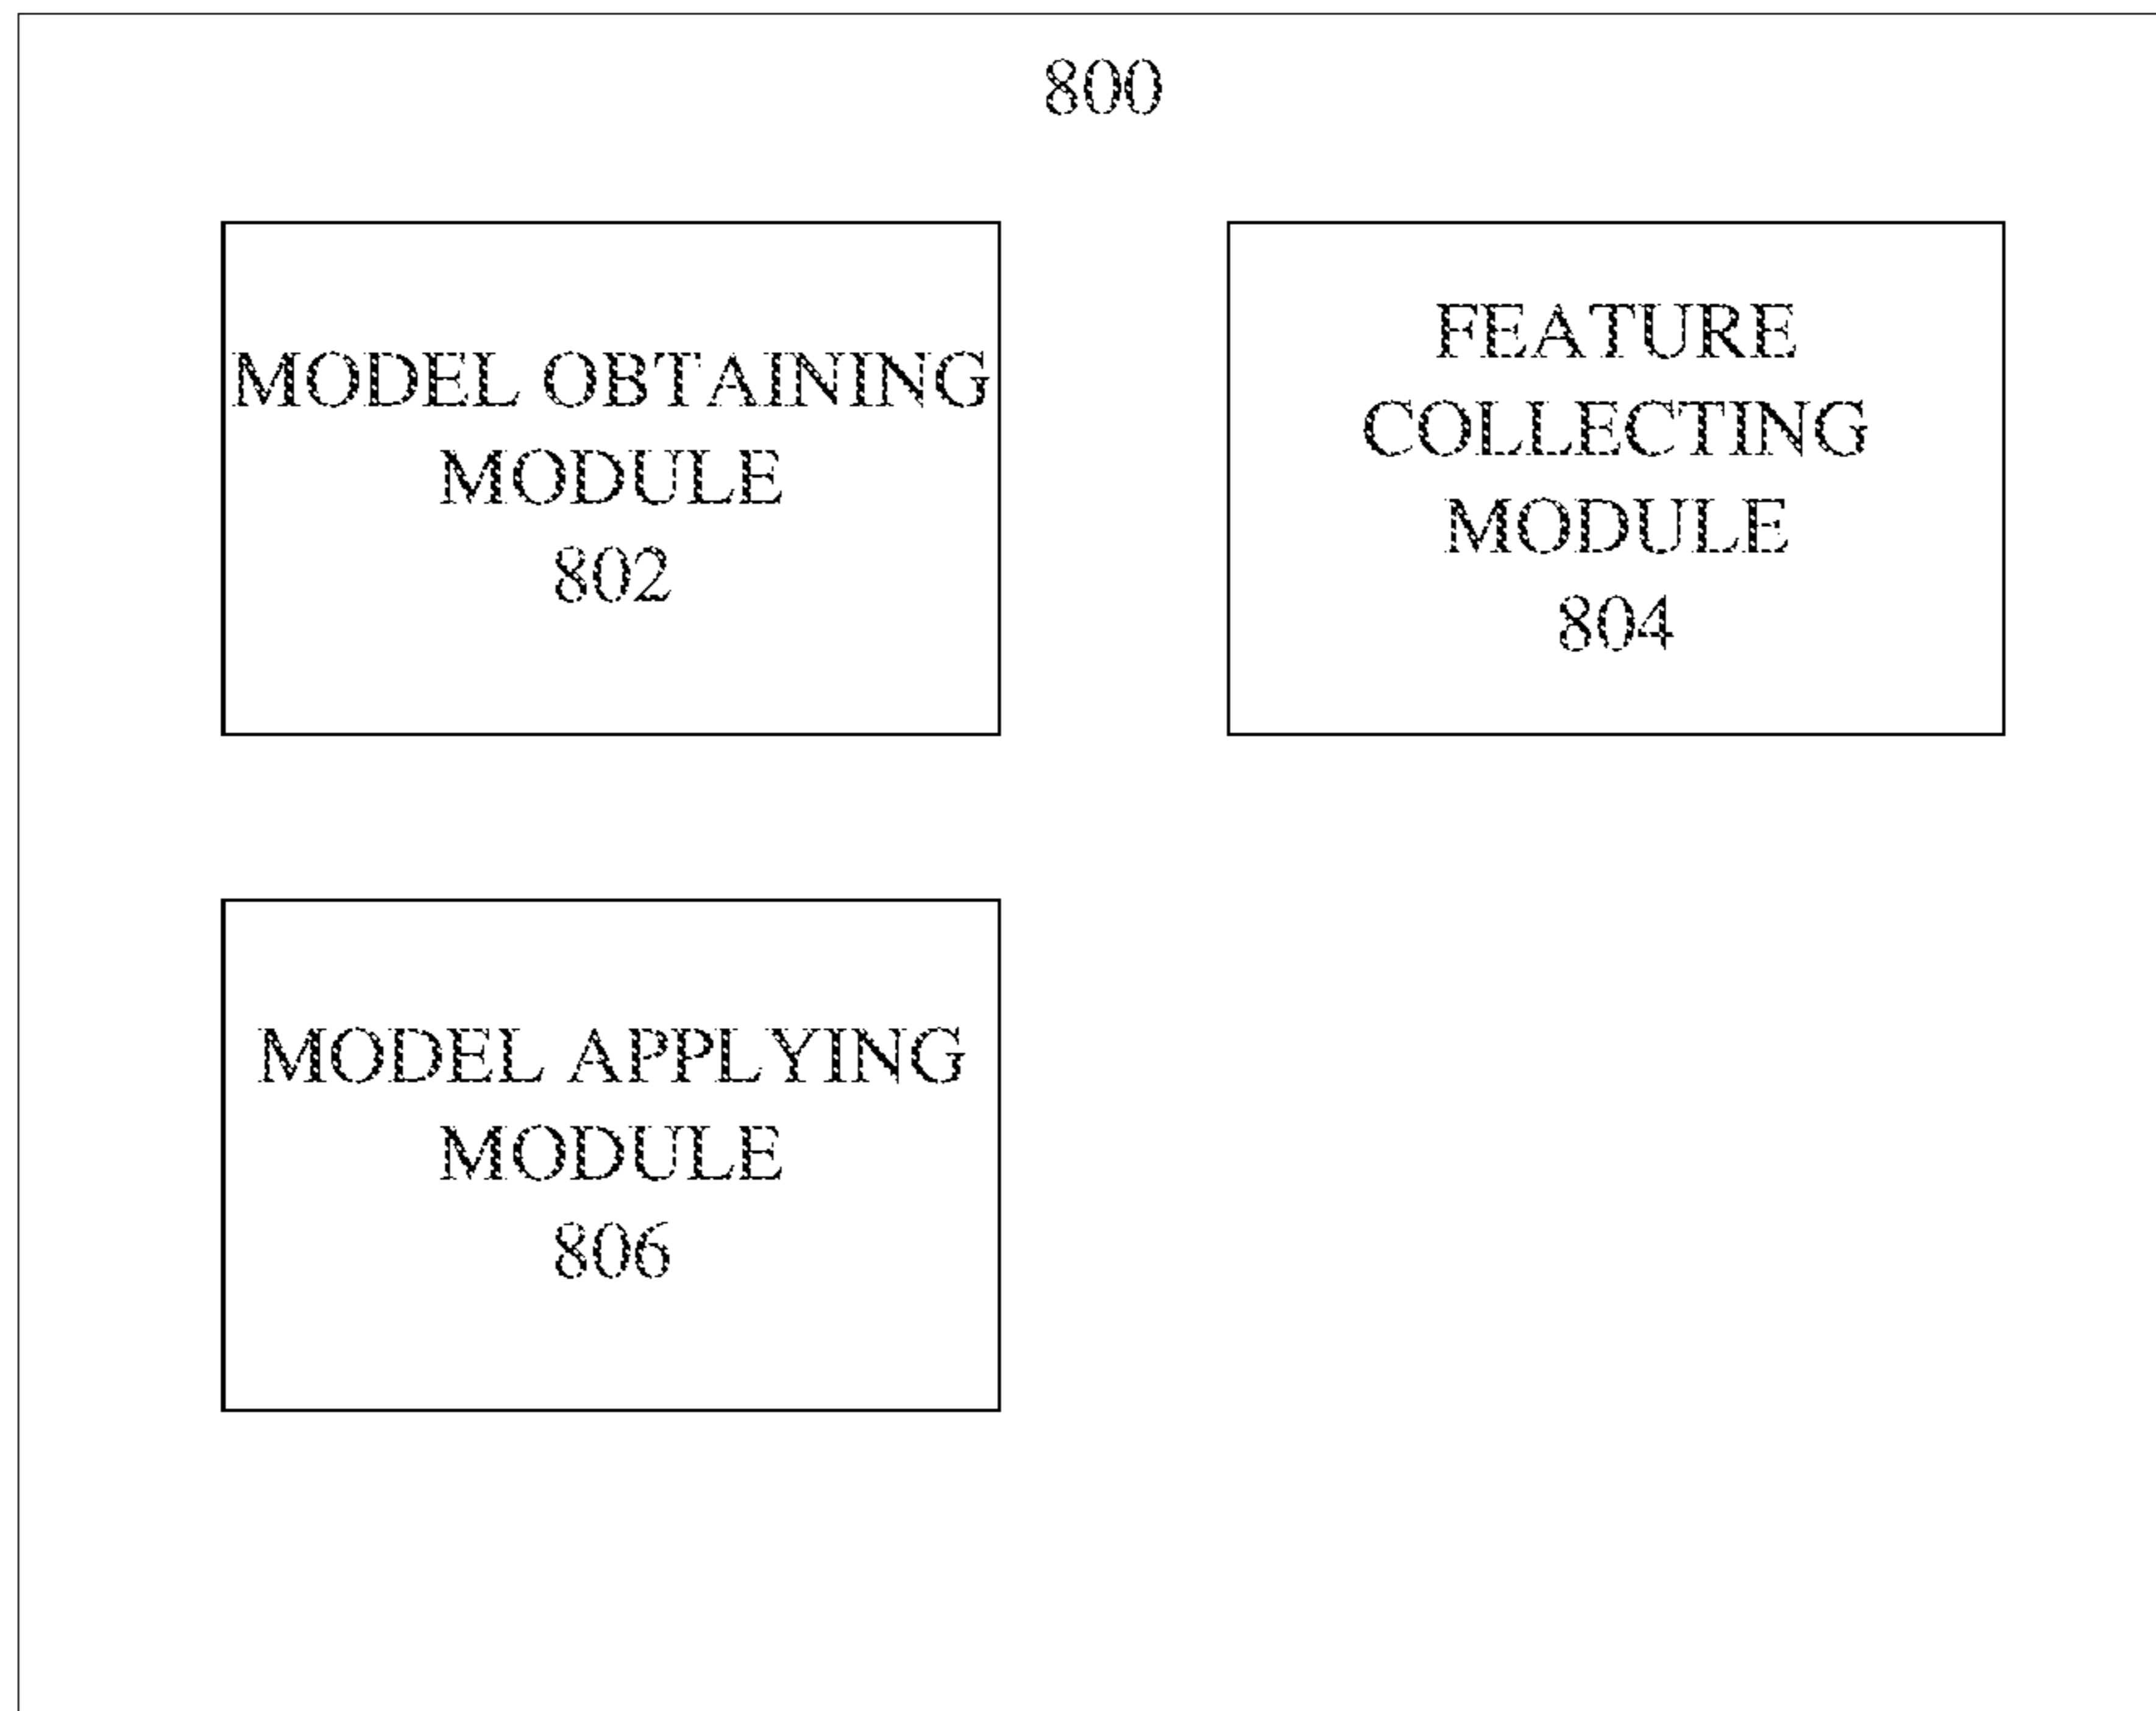 800
MODEL OBTAINING
MODULE
802
FEATURE
COLLECTING
MODULE
804
MODEL APPLYING
MODULE
806